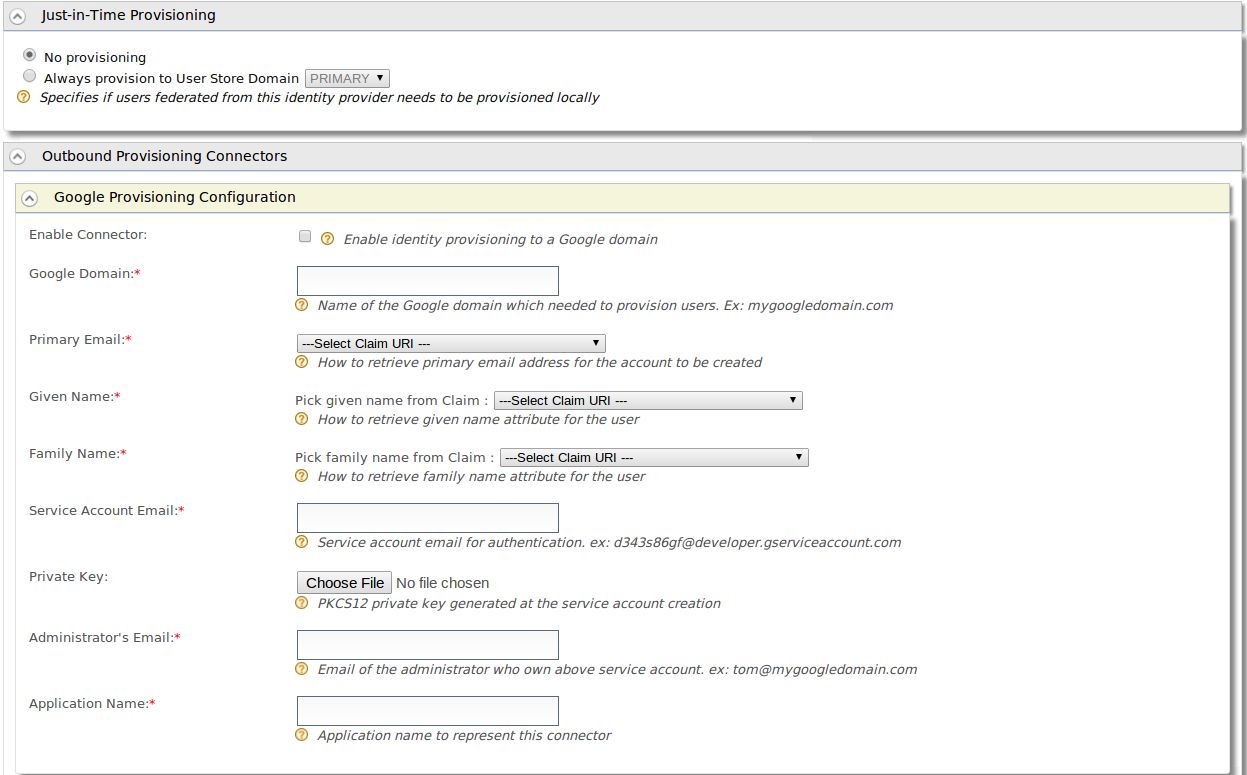 Just-in-Time Provisioning
No provisioning
Always provision to User Store Domain PRIMARY
Specifies if users federated from this identity provider needs to be provisioned locally
Outbound Provisioning Connectors
Google Provisioning Configuration
Enable Connector: Enable identity provisioning to a Google domain
Google Domain:*
Name of the Google domain which needed to provision users. Ex: mygoogledomain.com
Primary Email:* ---Select Claim URI ---
How to retrieve primary email address for the account to be created
Given Name:* Pick given name from Claim : ---Select Claim URI ---
How to retrieve given name attribute for the user
Family Name:* Pick family name from Claim : ---Select Claim URI ---
How to retrieve family name attribute for the user
Service Account Email:*
Service account email for authentication. ex: d343s86gf@developer.gserviceaccount.com
Private Key: Choose File No file chosen
PKCS12 private key generated at the service account creation
Administrator's Email:*
Email of the administrator who own above service account. ex: tom@mygoogledomain.com
Application Name:*
Application name to represent this connector